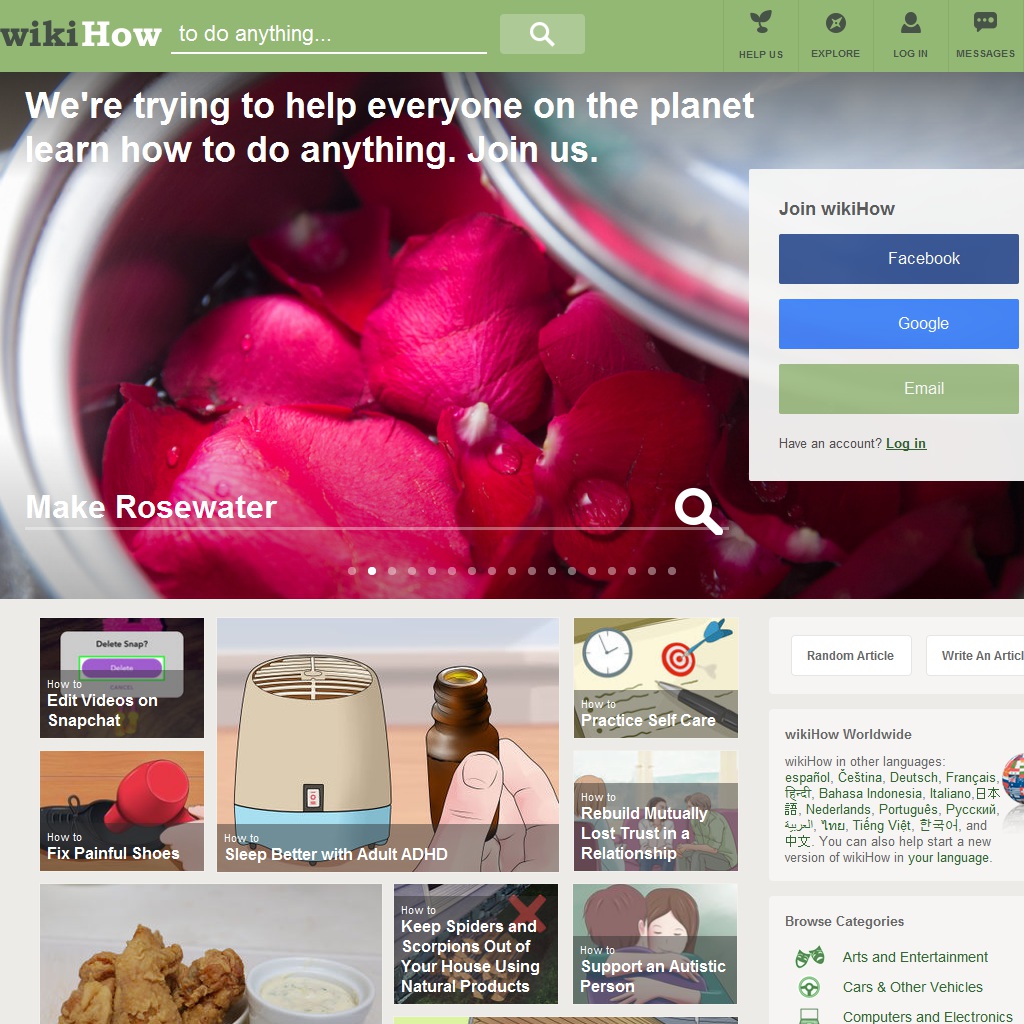 wikiHow to do anything...
HELP US EXPLORE LOG IN MESSAGES
We're trying to help everyone on the planet
learn how to do anything. Join us.
Join wikiHow
Facebook
Google
Email
Have an account? Log in
Make Rosewater
Delete Snap?
Delete
CANCEL
How to
Edit Videos on
Snapchat
How to
Sleep Better with Adult ADHD
How to
Practice Self Care
How to
Fix Painful Shoes
How to
Rebuild Mutually
Lost Trust in a
Relationship
How to
Keep Spiders and
Scorpions Out of
Your House Using
Natural Products
How to
Support an Autistic
Person
Random Article
Write An Articl
wikiHow Worldwide
wikiHow in other languages:
español, Čeština, Deutsch, Français,
हिन्दी, Bahasa Indonesia, Italiano,日本
語, Nederlands, Português, Русский,
العربية, ไทย, Tiếng Việt, 한국어, and
中文. You can also help start a new
version of wikiHow in your language.
Browse Categories
Arts and Entertainment
Cars & Other Vehicles
Computers and Electronics